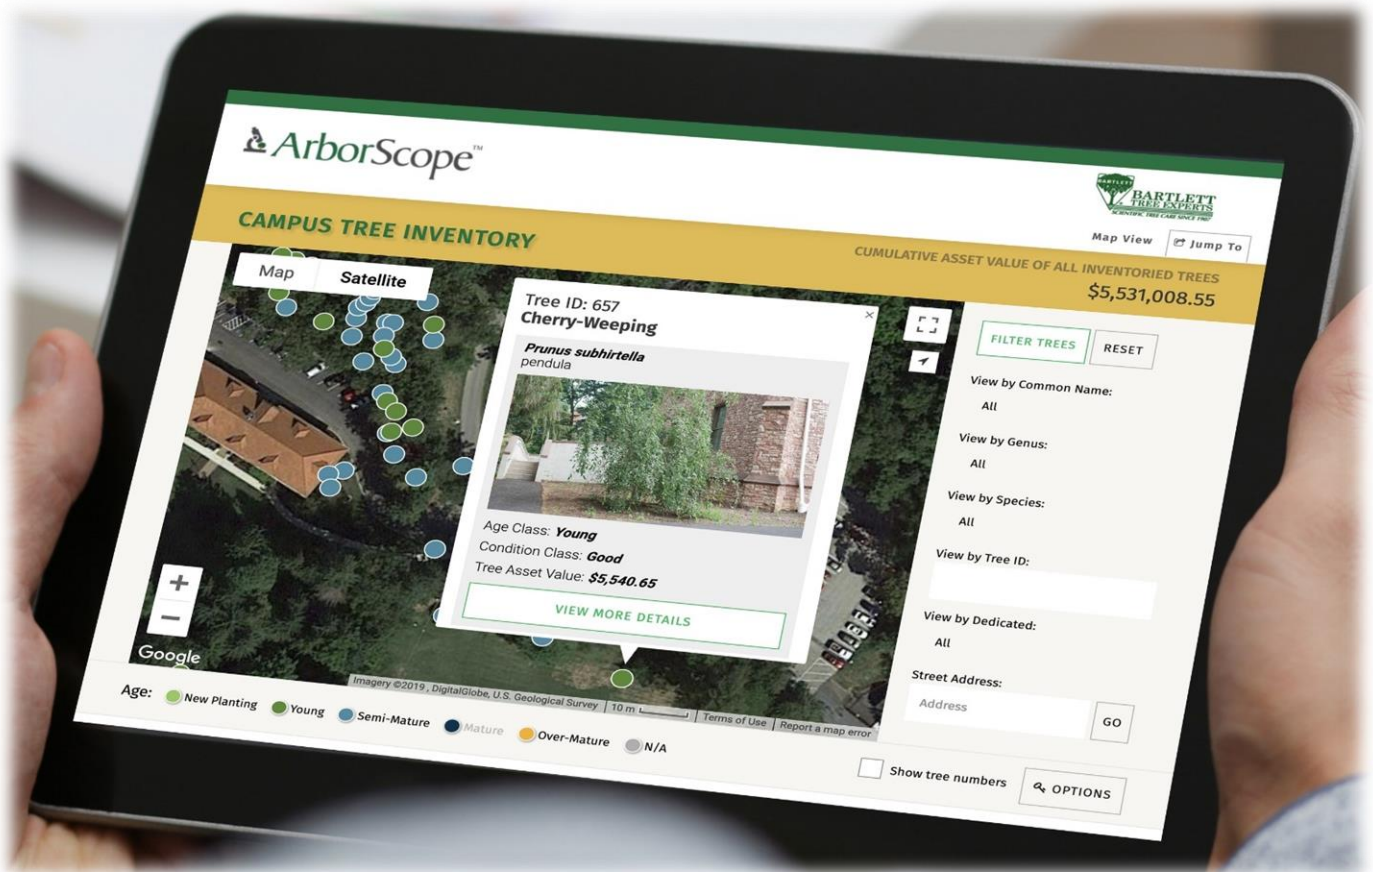 ArborScope™
BARTLETT
BARTLETT
TREE EXPERTS
SCIENTIFIC TREE CARE SINCE 1907
Map View
Jump To
CAMPUS TREE INVENTORY
CUMULATIVE ASSET VALUE OF ALL INVENTORIED TREES
$5,531,008.55
Map
Satellite
Tree ID: 657
Cherry-Weeping
Prunus subhirtella
pendula
Age Class: Young
Condition Class: Good
Tree Asset Value: $5,540.65
VIEW MORE DETAILS
FILTER TREES
RESET
View by Common Name:
All
View by Genus:
All
View by Species:
All
View by Tree ID:
View by Dedicated:
All
Street Address:
Address
GO
+
−
Google
Imagery ©2019 , DigitalGlobe, U.S. Geological Survey
10 m
Terms of Use
Report a map error
Age:
New Planting
Young
Semi-Mature
Mature
Over-Mature
N/A
Show tree numbers
OPTIONS